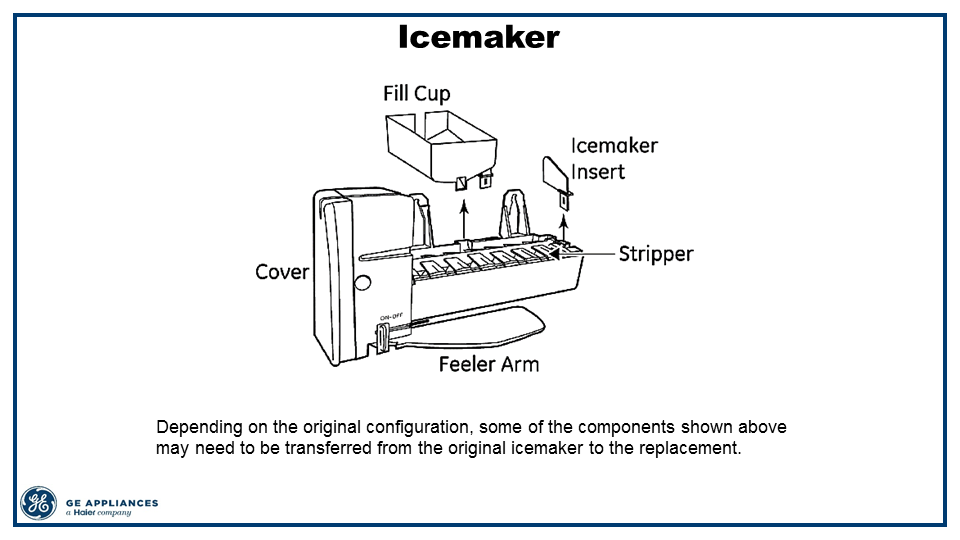 Icemaker
Fill Cup
Icemaker
Insert
Stripper
Cover
ON-OFF
Feeler Arm
Depending on the original configuration, some of the components shown above
may need to be transferred from the original icemaker to the replacement.
GE
GE APPLIANCES
a Haier company